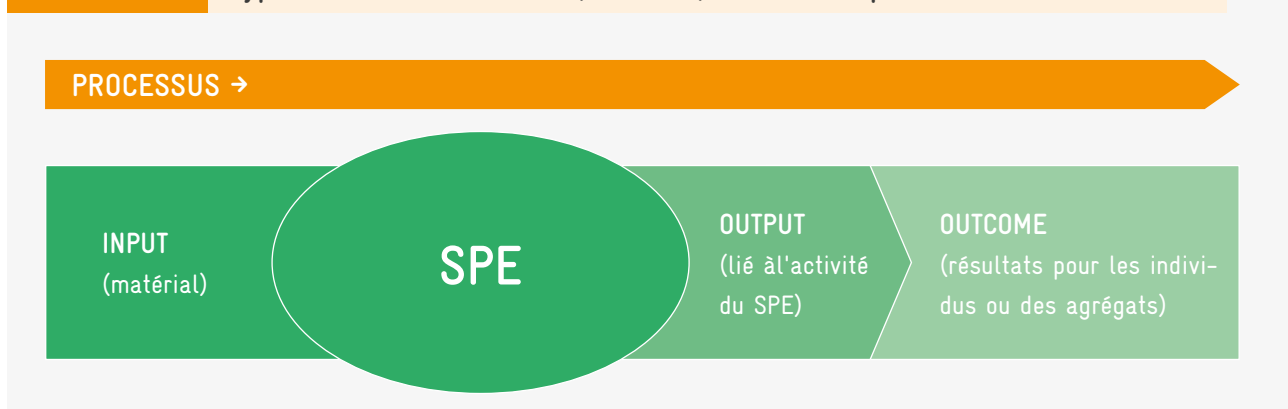 PROCESSUS →
INPUT
(matérial)
SPE
OUTPUT
(lié àl'activité
du SPE)
OUTCOME
(résultats pour les indivi-
dus ou des agrégats)